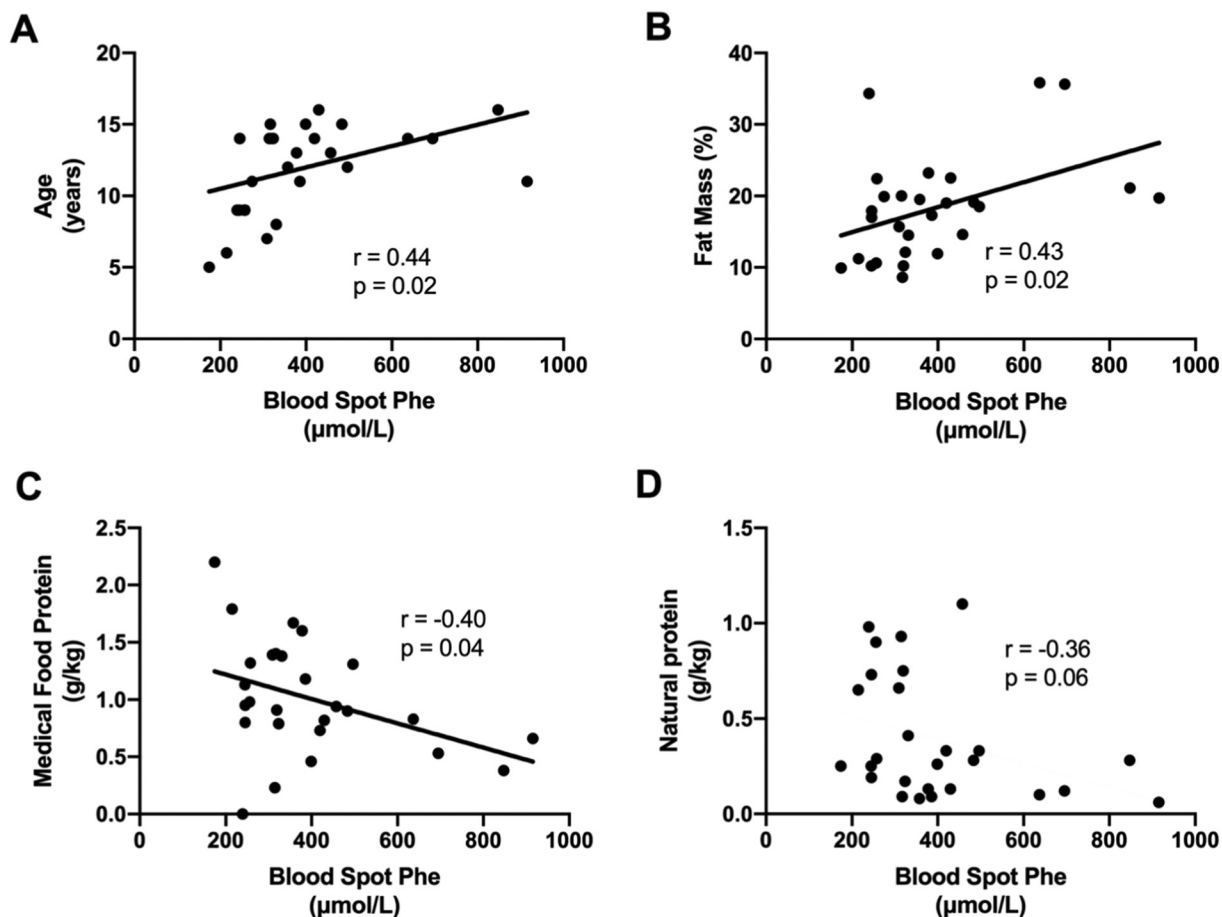 A
20
15
10
5
0
Age
(years)
r = 0.44
p = 0.02
0 200 400 600 800 1000
Blood Spot Phe
(µmol/L)
B
40
30
20
10
0
Fat Mass (%)
r = 0.43
p = 0.02
0 200 400 600 800 1000
Blood Spot Phe
(µmol/L)
C
2.5
2.0
1.5
1.0
0.5
0.0
Medical Food Protein
(g/kg)
r = -0.40
p = 0.04
0 200 400 600 800 1000
Blood Spot Phe
(µmol/L)
D
1.5
1.0
0.5
0.0
Natural protein
(g/kg)
r = -0.36
p = 0.06
0 200 400 600 800 1000
Blood Spot Phe
(µmol/L)